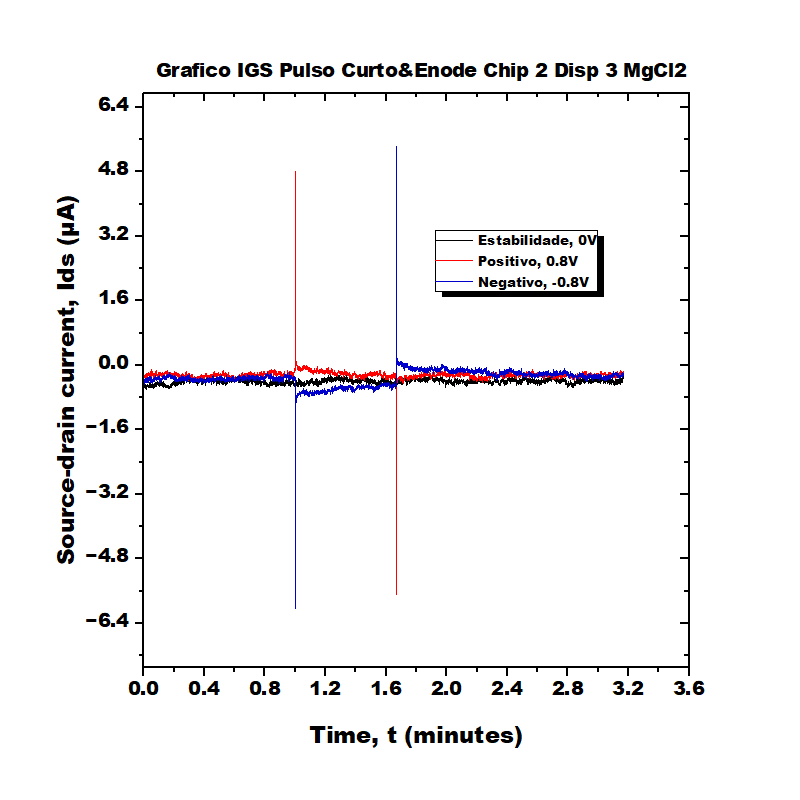 Grafico IGS Pulso Curto&Enode Chip 2 Disp 3 MgCl2
6.4
4.8
3.2
1.6
0.0
−1.6
−3.2
−4.8
−6.4
Source-drain current, Ids (µA)
Estabilidade, 0V
Positivo, 0.8V
Negativo, -0.8V
0.0 0.4 0.8 1.2 1.6 2.0 2.4 2.8 3.2 3.6
Time, t (minutes)